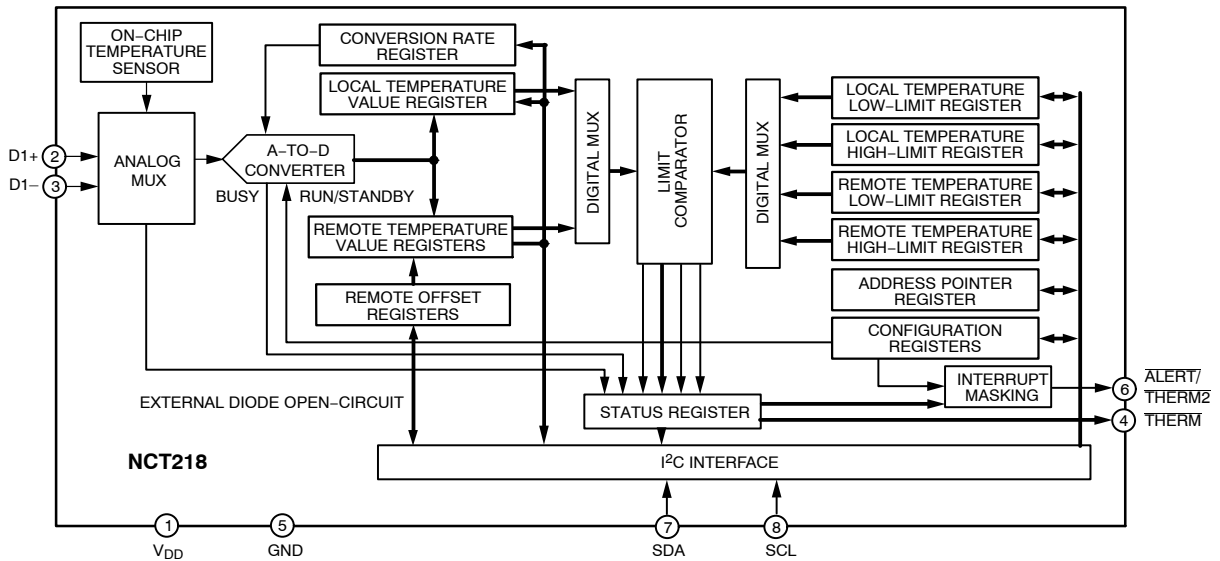 ON−CHIP
TEMPERATURE
SENSOR
CONVERSION RATE
REGISTER
LOCAL TEMPERATURE
VALUE REGISTER
LOCAL TEMPERATURE
LOW−LIMIT REGISTER
D1+
2
D1−
3
ANALOG
MUX
A−TO−D
CONVERTER
BUSY
RUN/STANDBY
DIGITAL MUX
LIMIT
COMPARATOR
DIGITAL MUX
LOCAL TEMPERATURE
HIGH−LIMIT REGISTER
REMOTE TEMPERATURE
LOW−LIMIT REGISTER
REMOTE TEMPERATURE
VALUE REGISTERS
REMOTE TEMPERATURE
HIGH−LIMIT REGISTER
REMOTE OFFSET
REGISTERS
ADDRESS POINTER
REGISTER
CONFIGURATION
REGISTERS
INTERRUPT
MASKING
6
ALERT/
THERM2
EXTERNAL DIODE OPEN−CIRCUIT
STATUS REGISTER
4
THERM
NCT218
I²C INTERFACE
1
VDD
5
GND
7
SDA
8
SCL